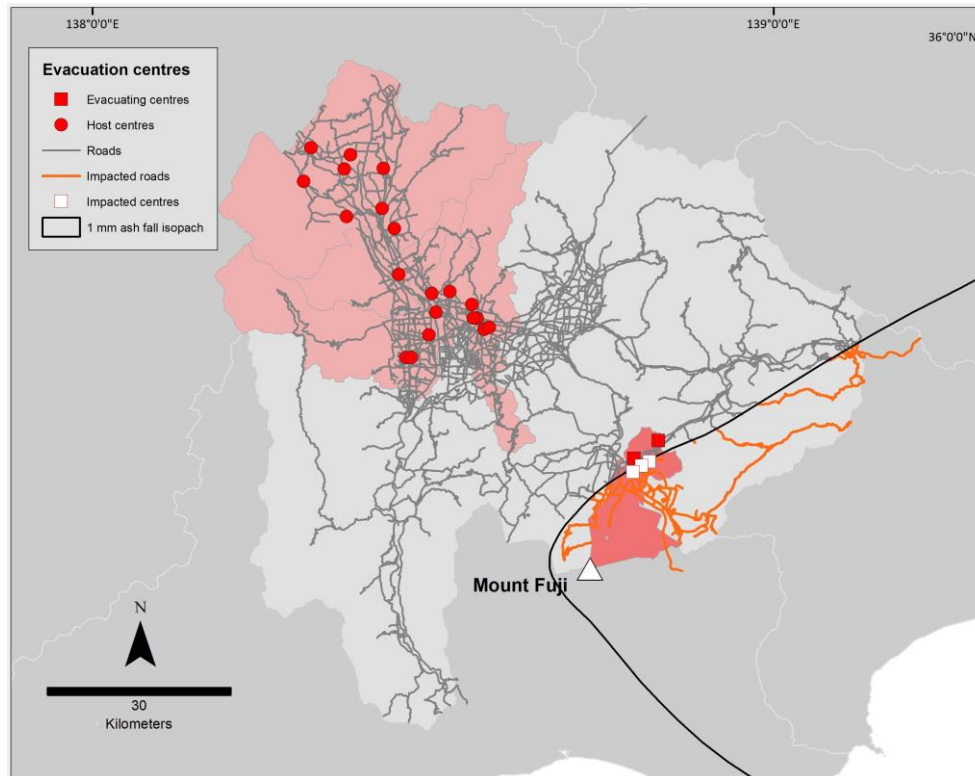 138°0'0"E
139°0'0"E
36°0'0"N
Evacuation centres
Evacuating centres
Host centres
Roads
Impacted roads
Impacted centres
1 mm ash fall isopach
Mount Fuji
N
30
Kilometers